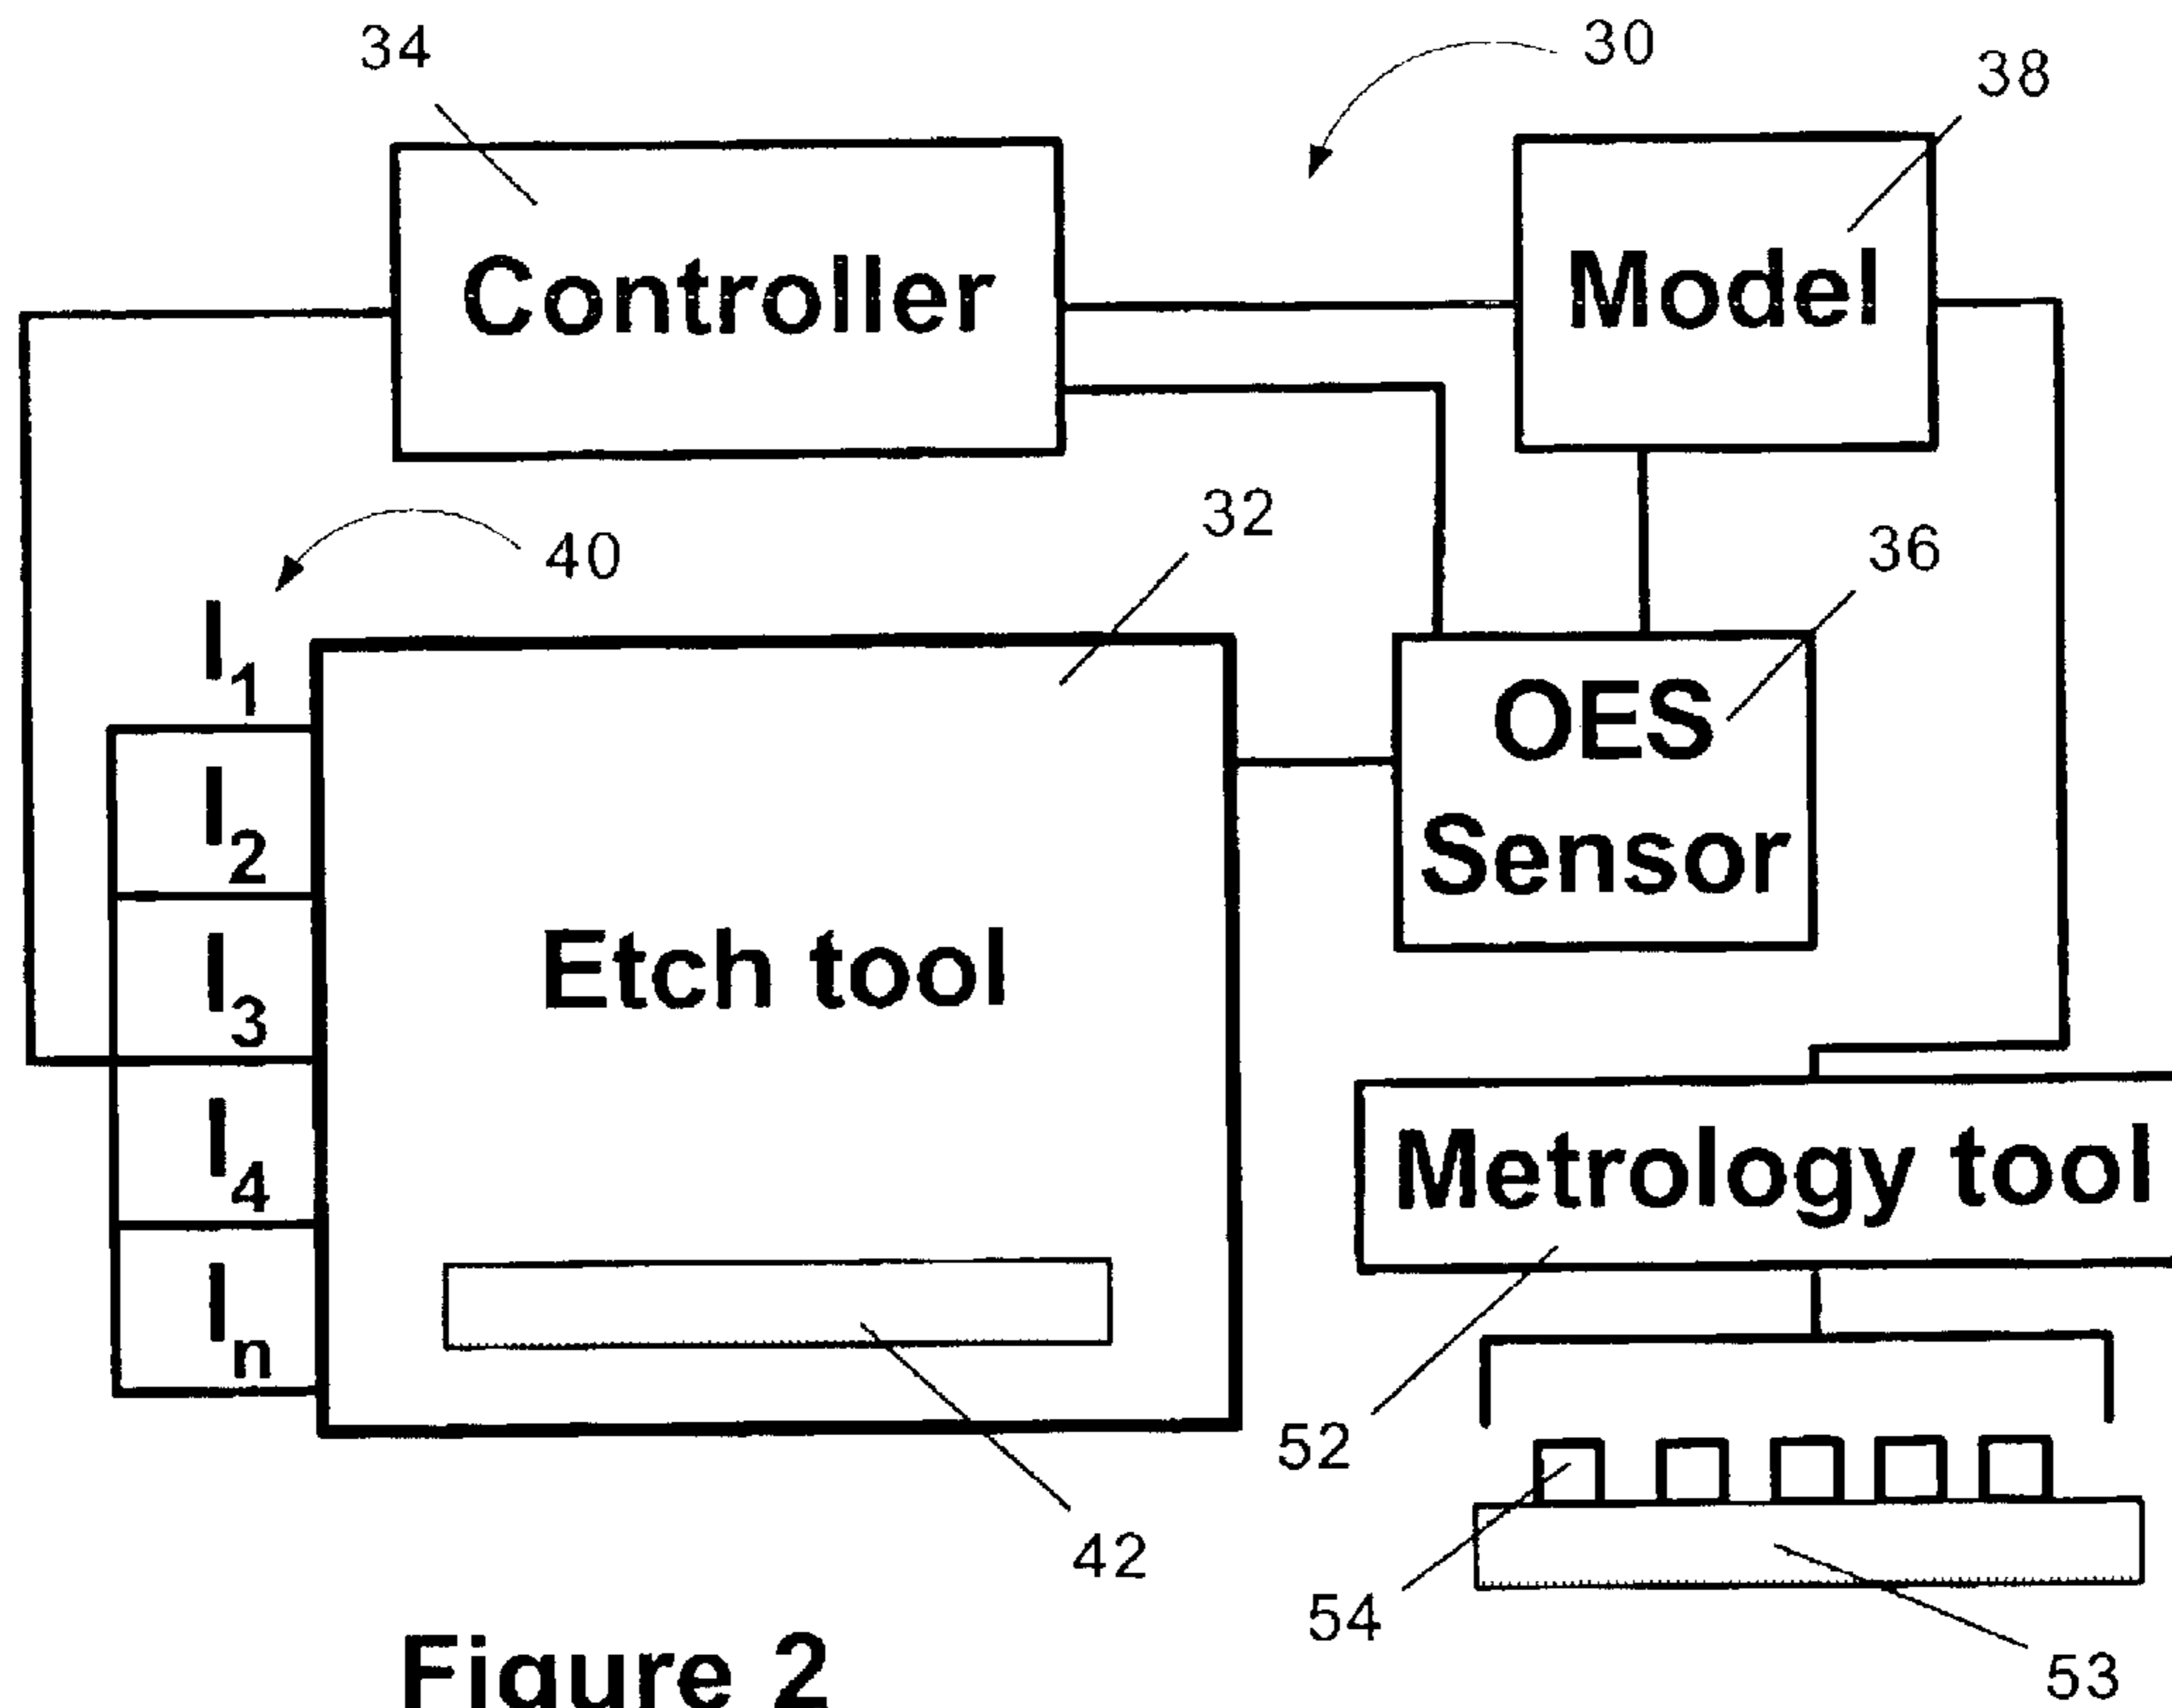 34
30
38
Controller
Model
32
40
36
I1
I2
I3
I4
In
OES
Sensor
Etch tool
Metrology tool
52
42
54
53
Figure 2